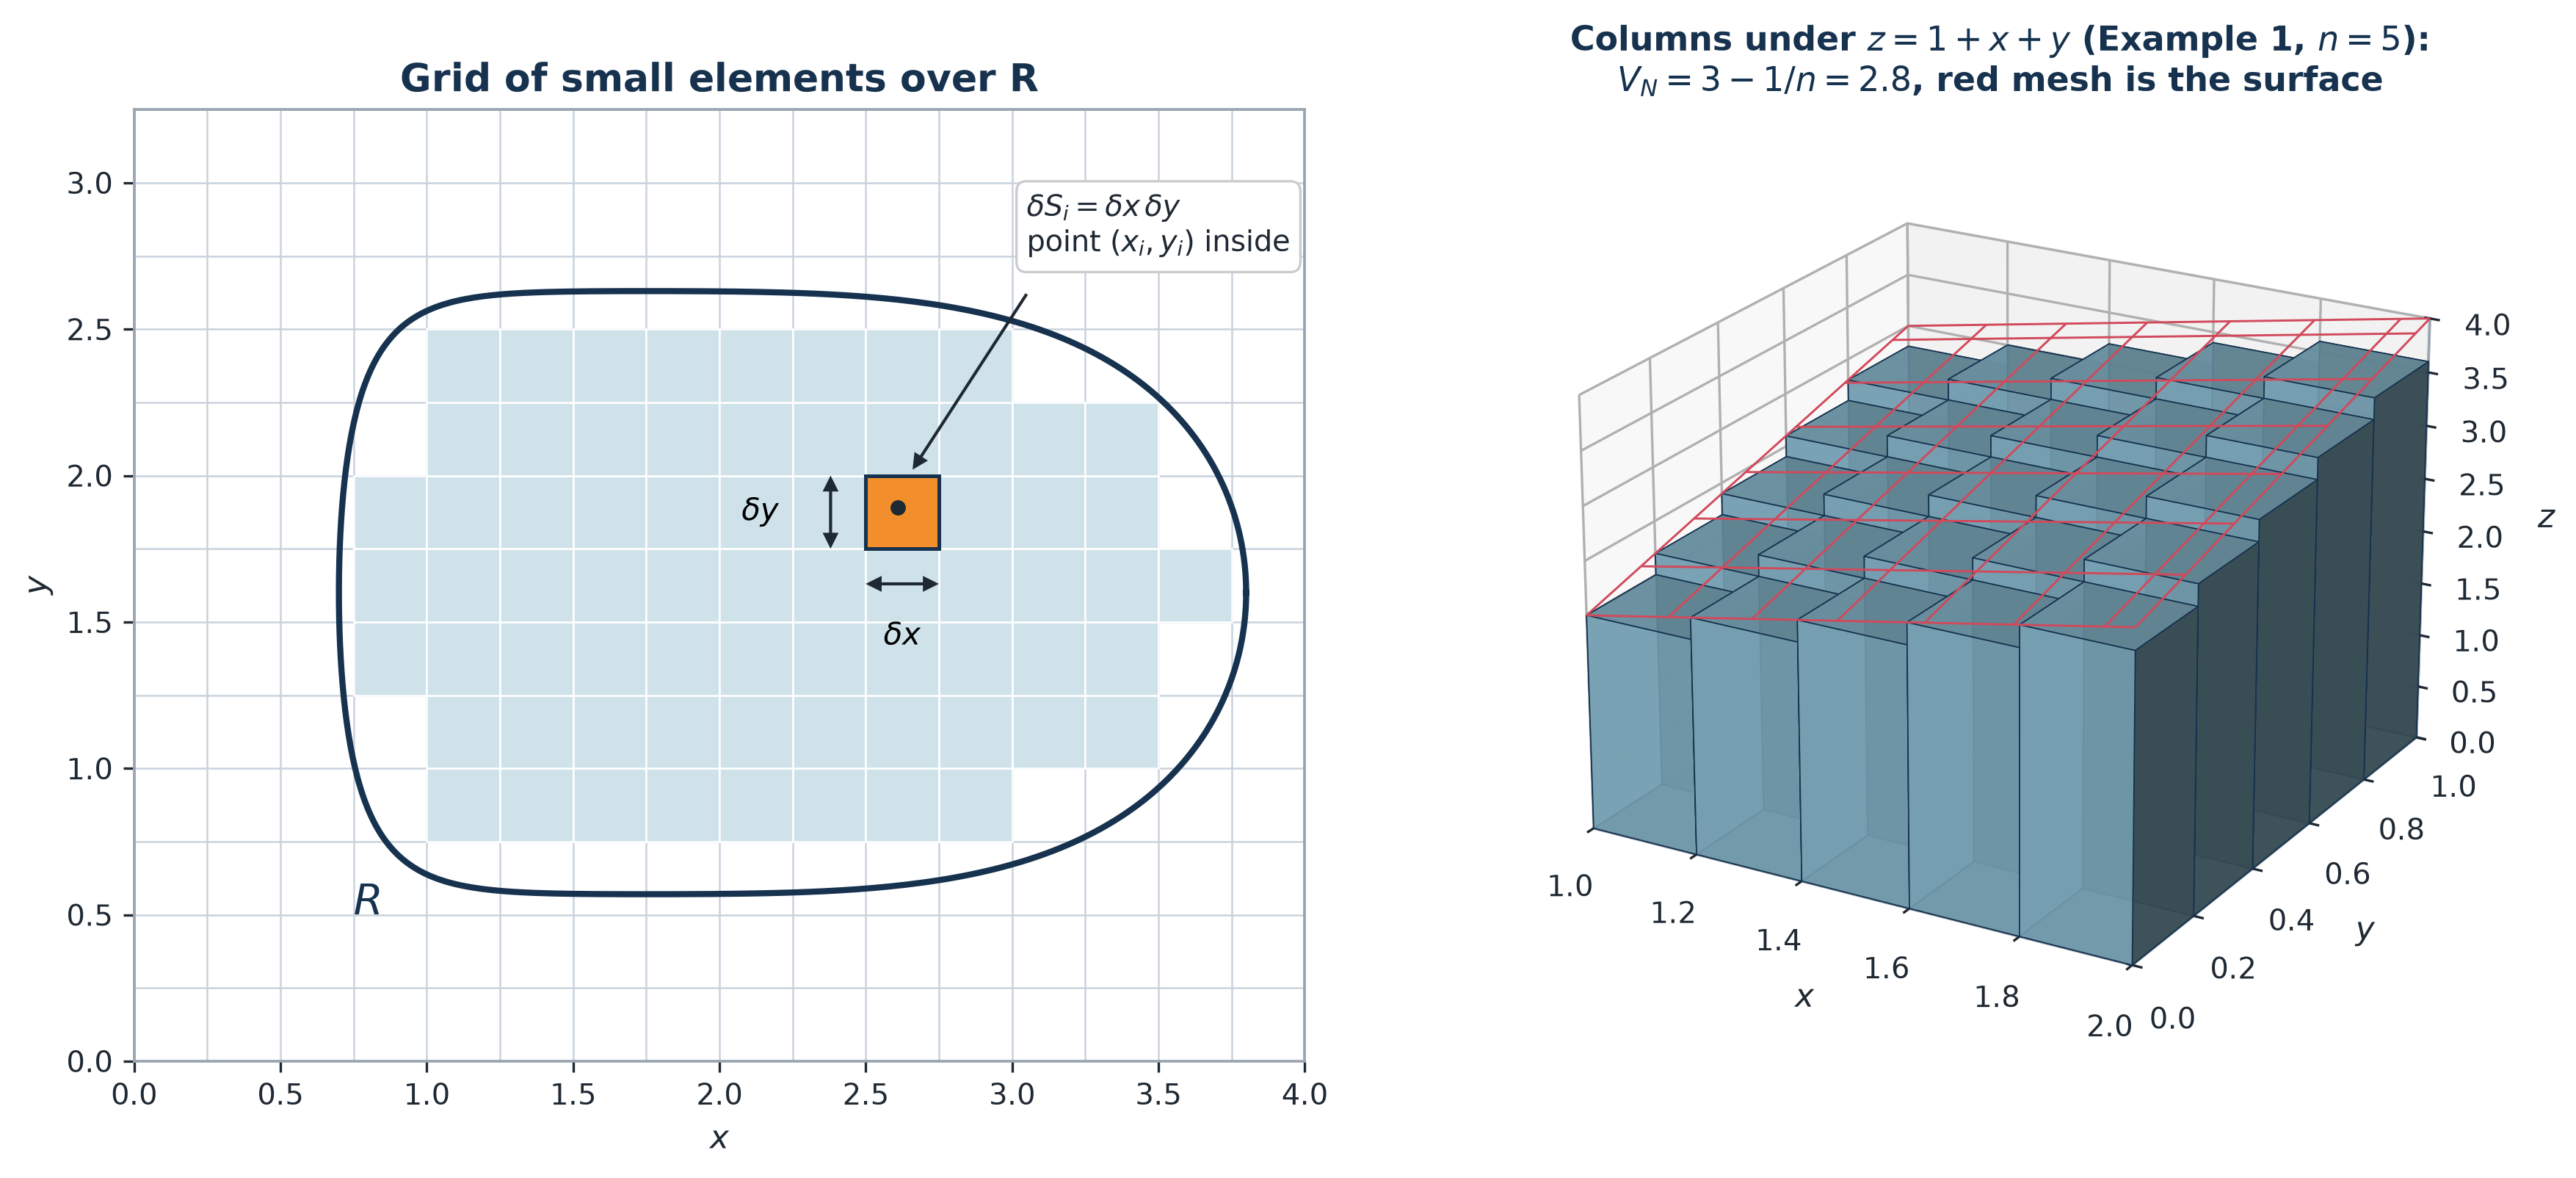 Grid of small elements over R
δSᵢ = δx δy
point (xᵢ, yᵢ) inside
δy
δx
R
3.0
2.5
2.0
1.5
1.0
0.5
0.0
y
0.0 0.5 1.0 1.5 2.0 2.5 3.0 3.5 4.0
x
Columns under z = 1 + x + y (Example 1, n = 5):
V_N = 3 − 1/n = 2.8, red mesh is the surface
4.0
3.5
3.0
2.5
2.0
1.5
1.0
0.5
0.0
z
1.0 1.2 1.4 1.6 1.8 2.0
x
0.0 0.2 0.4 0.6 0.8 1.0
y